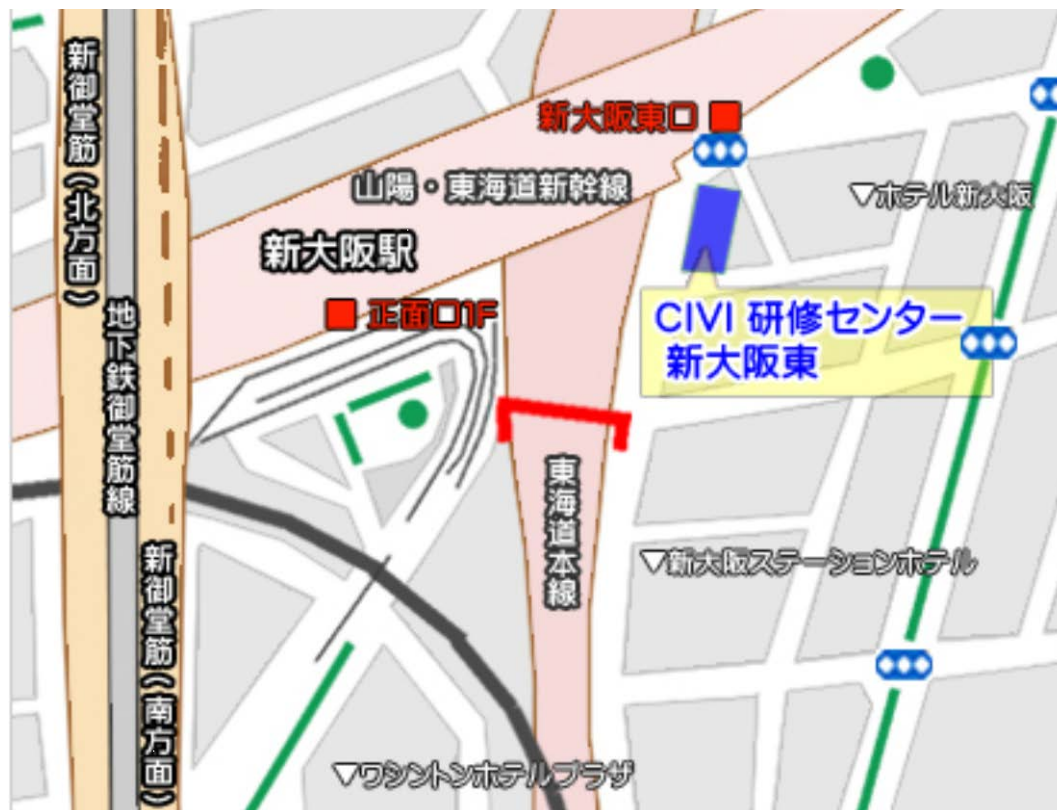 新御堂筋(北方面)
新大阪東口
山陽・東海道新幹線
▽ホテル新大阪
新大阪駅
地下鉄御堂筋線
正面口1F
CIVI 研修センター
新大阪東
東海道本線
新御堂筋(南方面)
▽新大阪ステーションホテル
▽ワシントンホテルプラザ